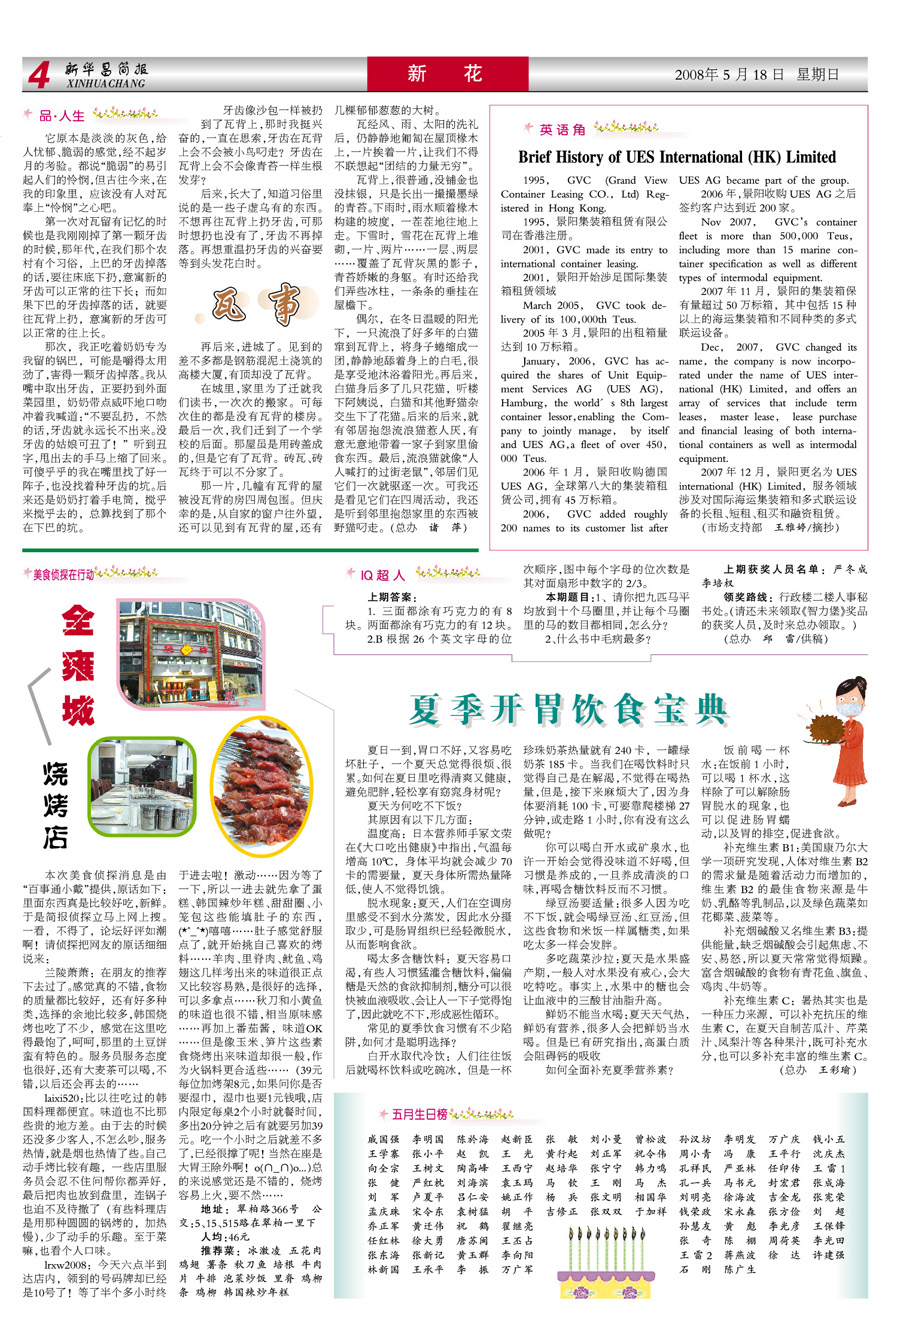 4
新华昌简报
XINHUACHANG
新 花
2008年 5 月 18 日 星期日
品·人生
它原本是淡淡的灰色,给
人忧郁、脆弱的感觉,经不起岁
月的考验。都说“脆弱”的易引
起人们的怜悯,但古往今来,在
我的印象里，应该没有人对瓦
奉上“怜悯”之心吧。
第一次对瓦留有记忆的时
候也是我刚刚掉了第一颗牙齿
的时候,那年代,在我们那个农
村有个习俗，上巴的牙齿掉落
的话,要往床底下扔,意寓新的
牙齿可以正常的往下长；而如
果下巴的牙齿掉落的话，就要
往瓦背上扔，意寓新的牙齿可
以正常的往上长。
那次，我正吃着奶奶专为
我留的锅巴，可能是嚼得太用
劲了,害得一颗牙齿掉落。我从
嘴中取出牙齿，正要扔到外面
菜园里，奶奶带点威吓地口吻
冲着我喊道:“不要乱扔，不然
的话,牙齿就永远长不出来。没
牙齿的姑娘可丑了！”听到丑
字,甩出去的手马上缩了回来。
可傻乎乎的我在嘴里找了好一
阵子,也没找着种牙齿的坑。后
来还是奶奶打着手电筒，搅乎
来搅乎去的，总算找到了那个
在下巴的坑。
牙齿像沙包一样被扔
到了瓦背上,那时我挺兴
奋的,一直在思索,牙齿在瓦背
上会不会被小鸟叼走？牙齿在
瓦背上会不会像青苔一样生根
发芽？
后来,长大了,知道习俗里
说的是一些子虚乌有的东西。
不想再往瓦背上扔牙齿,可那
时想扔也没有了,牙齿不再掉
落。再想重温扔牙齿的兴奋要
等到头发花白时。
瓦 事
再后来,进城了。见到的
差不多都是钢筋混泥土浇筑的
高楼大厦,有顶却没了瓦背。
在城里,家里为了迁就我
们读书,一次次的搬家。可每
次住的都是没有瓦背的楼房。
最后一次,我们迁到了一个学
校的后面。那屋虽是用砖盖成
的,但是它有了瓦背。砖瓦、砖
瓦终于可以不分家了。
那一片,几幢有瓦背的屋
被没瓦背的房四周包围。但庆
幸的是,从自家的窗户往外望,
还可以见到有瓦背的屋,还有
几棵郁郁葱葱的大树。
瓦经风、雨、太阳的洗礼
后，仍静静地匍匐在屋顶椽木
上,一片挨着一片,让我们不得
不联想起“团结的力量无穷”。
瓦背上,很普通,没铺金也
没抹银，只是长出一撮撮墨绿
的青苔。下雨时,雨水顺着椽木
构建的坡度，一茬茬地往地上
走。下雪时，雪花在瓦背上堆
砌,一片、两片……一层、两层
……覆盖了瓦背灰黑的影子，
青苔娇嫩的身躯。有时还给我
们弄些冰柱，一条条的垂挂在
屋檐下。
偶尔，在冬日温暖的阳光
下，一只流浪了好多年的白猫
窜到瓦背上，将身子蜷缩成一
团,静静地舔着身上的白毛,很
是享受地沐浴着阳光。再后来,
白猫身后多了几只花猫，听楼
下阿姨说，白猫和其他野猫杂
交生下了花猫。后来的后来,就
有邻居抱怨流浪猫惹人厌,有
意无意地带着一家子到家里偷
食东西。最后,流浪猫就像“人
人喊打的过街老鼠”,邻居们见
它们一次就驱逐一次。可我还
是看见它们在四周活动，我还
是听到邻里抱怨家里的东西被
野猫叼走。(总办 诸 萍)
英 语 角
Brief History of UES International (HK) Limited
1995, GVC (Grand View
Container Leasing CO., Ltd) Reg-
istered in Hong Kong.
1995，景阳集装箱租赁有限公
司在香港注册。
2001, GVC made its entry to
international container leasing.
2001，景阳开始涉足国际集装
箱租赁领域
March 2005, GVC took de-
livery of its 100,000th Teus.
2005 年 3 月,景阳的出租箱量
达到 10 万标箱。
January, 2006, GVC has ac-
quired the shares of Unit Equip-
ment Services AG (UES AG),
Hamburg, the world's 8th largest
container lessor,enabling the Com-
pany to jointly manage, by itself
and UES AG,a fleet of over 450,
000 Teus.
2006 年 1 月，景阳收购德国
UES AG，全球第八大的集装箱租
赁公司,拥有 45 万标箱。
2006, GVC added roughly
200 names to its customer list after
UES AG became part of the group.
2006 年,景阳收购 UES AG 之后
签约客户达到近 200 家。
Nov 2007, GVC's container
fleet is more than 500,000 Teus,
including more than 15 marine con-
tainer specification as well as different
types of intermodal equipment.
2007 年 11 月，景阳的集装箱保
有量超过 50 万标箱，其中包括 15 种
以上的海运集装箱和不同种类的多式
联运设备。
Dec, 2007, GVC changed its
name, the company is now incorpo-
rated under the name of UES inter-
national (HK) Limited, and offers an
array of services that include term
leases, master lease, lease purchase
and financial leasing of both interna-
tional containers as well as intermodal
equipment.
2007 年 12 月，景阳更名为 UES
international (HK) Limited，服务领域
涉及对国际海运集装箱和多式联运设
备的长租、短租、租买和融资租赁。
(市场支持部 王雅婷/摘抄)
美食侦探在行动
全
雍
城
烧
烤
店
本次美食侦探消息是由
“百事通小戴”提供,原话如下:
里面东西真是比较好吃,新鲜。
于是简报侦探立马上网上搜。
一看，不得了，论坛好评如潮
啊！请侦探把网友的原话细细
说来：
兰陵萧萧：在朋友的推荐
下去过了。感觉真的不错,食物
的质量都比较好，还有好多种
类,选择的余地比较多,韩国烧
烤也吃了不少，感觉在这里吃
得最饱了,呵呵,那里的土豆饼
蛮有特色的。服务员服务态度
也很好,还有大麦茶可以喝,不
错,以后还会再去的……
laixi520：比以往吃过的韩
国料理都便宜。味道也不比那
些贵的地方差。由于去的时候
还没多少客人,不怎么吵,服务
热情,就是烟也热情了些。自己
动手烤比较有趣，一些店里服
务员会忍不住问帮你都弄好，
最后把肉也放到盘里，连锅子
也迫不及待撤了 (有些料理店
是用那种圆圆的锅烤的，加热
慢),少了动手的乐趣。至于菜
嘛,也看个人口味。
lrxw2008：今天六点半到
达店内，领到的号码牌却已经
是10号了！等了半个多小时终
于进去啦！激动……因为等了
一下,所以一进去就先拿了蛋
糕、韩国辣炒年糕、甜甜圈、小
笼包这些能填肚子的东西，
(*^_^*)嘻嘻……肚子感觉舒服
点了,就开始挑自己喜欢的烤
料……羊肉、里脊肉、鱿鱼、鸡
翅这几样考出来的味道很正点
又比较容易熟,是很好的选择,
可以多拿点……秋刀和小黄鱼
的味道也很不错,相当原味感
……再加上番茄酱，味道OK
……但是像玉米、笋片这些素
食烧烤出来味道却很一般,作
为火锅料更合适些…… (39元
每位加烤架8元,如果问你是否
要湿巾，湿巾也要1元钱哦,店
内限定每桌2个小时就餐时间,
多出20分钟之后有就要另加39
元。吃一个小时之后就差不多
了,已经很撑了呢！当然在座是
大胃王除外啊！o(∩_∩)o…)总
的来说感觉还是不错的，烧烤
容易上火,要不然……
地址：翠柏路366号 公
交：5、15、515路在翠柏一里下
人均:46元
推荐菜：冰激凌 五花肉
鸡翅 薯条 秋刀鱼 培根 牛肉
片 牛排 泡菜炒饭 里脊 鸡柳
条 鸡柳 韩国辣炒年糕
IQ 超 人
上期答案：
1. 三面都涂有巧克力的有 8
块。两面都涂有巧克力的有 12 块。
2.B 根据 26 个英文字母的位
次顺序,图中每个字母的位次数是
其对面扇形中数字的 2/3。
本期题目：1、请你把九匹马平
均放到十个马圈里,并让每个马圈
里的马的数目都相同,怎么分?
2、什么书中毛病最多?
上期获奖人员名单：严冬成
李培权
领奖路线：行政楼二楼人事秘
书处。(请还未来领取《智力堡》奖品
的获奖人员,及时来总办领取。)
(总办 邱 雷/供稿)
夏季开胃饮食宝典
夏日一到,胃口不好,又容易吃
坏肚子，一个夏天总觉得很烦、很
累。如何在夏日里吃得清爽又健康,
避免肥胖,轻松享有窈窕身材呢?
夏天为何吃不下饭?
其原因有以下几方面：
温度高：日本营养师手冢文荣
在《大口吃出健康》中指出,气温每
增高 10℃，身体平均就会减少 70
卡的需要量，夏天身体所需热量降
低,使人不觉得饥饿。
脱水现象:夏天,人们在空调房
里感受不到水分蒸发，因此水分摄
取少,可是肠胃组织已经轻微脱水,
从而影响食欲。
喝太多含糖饮料：夏天容易口
渴,有些人习惯猛灌含糖饮料,偏偏
糖是天然的食欲抑制剂,糖分可以很
快被血液吸收,会让人一下子觉得饱
了,因此就吃不下,形成恶性循环。
常见的夏季饮食习惯有不少陷
阱,如何才是聪明选择?
白开水取代冷饮：人们往往饭
后就喝杯饮料或吃碗冰，但是一杯
珍珠奶茶热量就有 240 卡，一罐绿
奶茶 185 卡。当我们在喝饮料时只
觉得自己是在解渴,不觉得在喝热
量,但是,接下来麻烦大了,因为身
体要消耗 100 卡,可要靠爬楼梯 27
分钟,或走路 1 小时,你有没有这么
做呢?
你可以喝白开水或矿泉水,也
许一开始会觉得没味道不好喝,但
习惯是养成的,一旦养成清淡的口
味,再喝含糖饮料反而不习惯。
绿豆汤要适量：很多人因为吃
不下饭,就会喝绿豆汤、红豆汤,但
这些食物和米饭一样属糖类,如果
吃太多一样会发胖。
多吃蔬菜沙拉：夏天是水果盛
产期,一般人对水果没有戒心,会大
吃特吃。事实上,水果中的糖也会
让血液中的三酸甘油脂升高。
鲜奶不能当水喝:夏天天气热,
鲜奶有营养,很多人会把鲜奶当水
喝。但是已有研究指出,高蛋白质
会阻碍钙的吸收
如何全面补充夏季营养素?
饭前喝一杯
水:在饭前 1 小时,
可以喝 1 杯水,这
样除了可以解除肠
胃脱水的现象,也
可以促进肠胃蠕
动,以及胃的排空,促进食欲。
补充维生素 B1:美国康乃尔大
学一项研究发现,人体对维生素 B2
的需求量是随着活动力而增加的,
维生素 B2 的最佳食物来源是牛
奶、乳酪等乳制品,以及绿色蔬菜如
花椰菜、菠菜等。
补充烟碱酸又名维生素 B3:提
供能量,缺乏烟碱酸会引起焦虑、不
安、易怒,所以夏天常常觉得烦躁。
富含烟碱酸的食物有青花鱼、旗鱼、
鸡肉、牛奶等。
补充维生素 C：暑热其实也是
一种压力来源，可以补充抗压的维
生素 C，在夏天自制苦瓜汁、芹菜
汁、凤梨汁等各种果汁,既可补充水
分,也可以多补充丰富的维生素 C。
(总办 王彩瑜)
五月生日榜
戚国强 李明国 陈於海 赵新臣 张 敏 刘小曼 曾松波 孙汉坊 李明发 万广庆 钱小五
王学寨 张小平 赵 凯 王 光 黄行起 刘正军 祝令伟 周小青 冯 康 王平行 沈庆杰
向全宗 王树文 陶高峰 王西宁 赵培华 张宁宁 韩力鸣 孔祥民 严亚林 任印传 王 雷 1
张 健 严红枕 刘海滨 袁玉玛 马 钦 王 刚 马 杰 孔一兵 马书元 封宏君 张成海
刘 军 卢夏平 吕仁安 姚正作 杨 兵 张文明 相国华 刘明亮 徐海波 吉金龙 张宪荣
孟庆珠 宋令东 袁树猛 胡 平 吉修正 张双双 于加祥 钱荣政 宋永森 张方俭 刘 超
乔正军 黄迁伟 祝 鹤 翟继亮 孙慧友 黄 彪 李光彦 王保锋
任红林 徐大勇 唐苏闽 王丕占 张 奇 陈 栩 周荷英 李光田
张东海 张新记 黄玉群 李向阳 王 雷 2 蒋燕波 徐 达 许建强
林新国 王承平 李 振 万广军 石 刚 陈广生